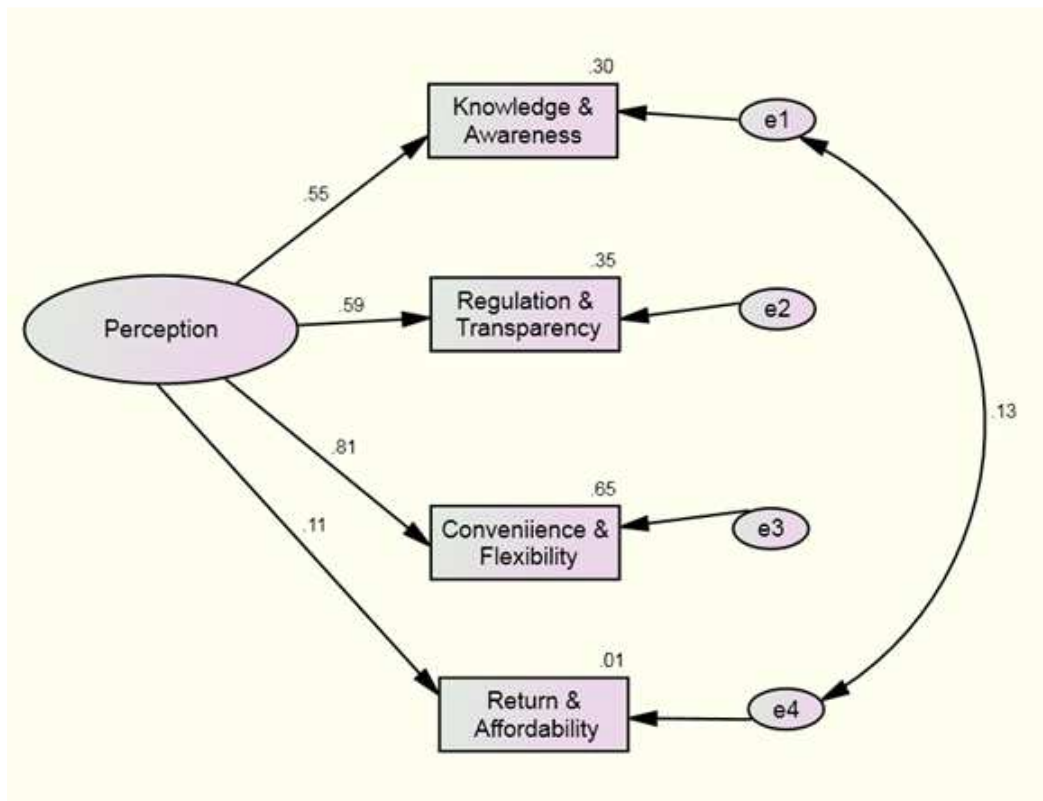 .30
Knowledge &
Awareness
e1
.55
.35
Regulation &
Transparency
e2
.59
Perception
.13
.81
.65
Conveniience &
Flexibility
e3
.11
.01
Return &
Affordability
e4